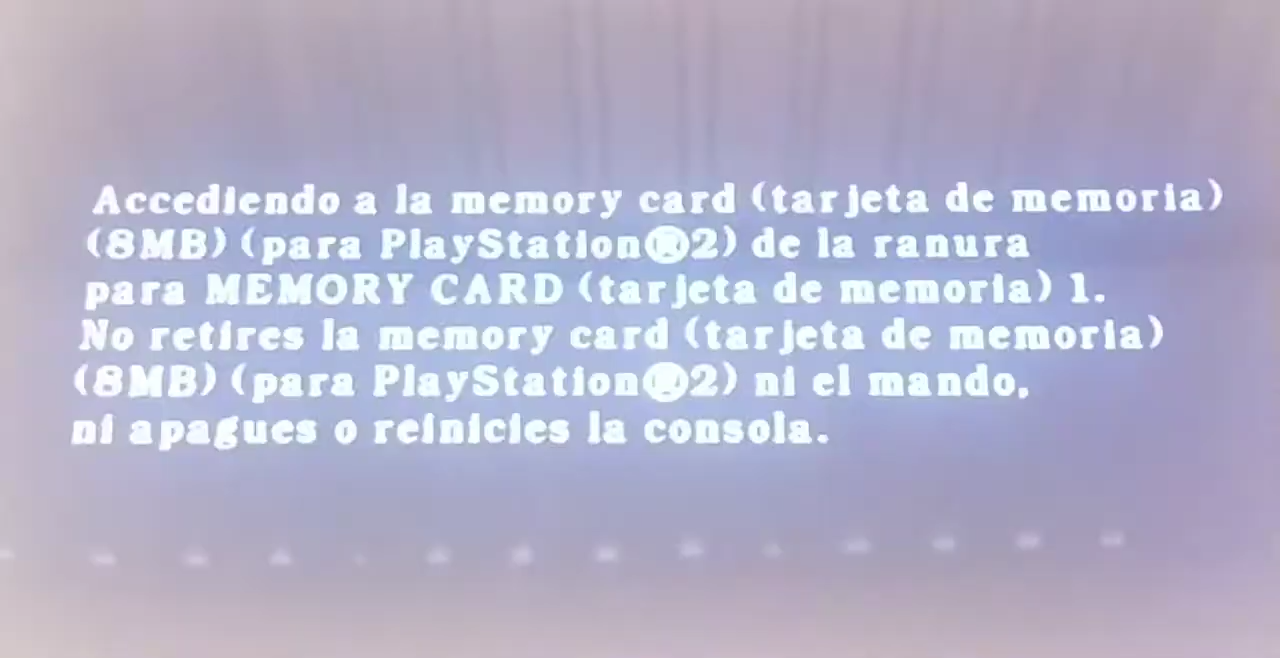 Accediendo a la memory card (tarjeta de memoria)
(8MB) (para PlayStation®2) de la ranura
para MEMORY CARD (tarjeta de memoria) 1.
No retires la memory card (tarjeta de memoria)
(8MB) (para PlayStation®2) ni el mando,
ni apagues o reinicies la consola.